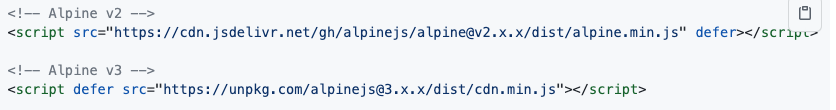 <!-- Alpine v2 -->
<script src="https://cdn.jsdelivr.net/gh/alpinejs/alpine@v2.x.x/dist/alpine.min.js" defer></script>
<!-- Alpine v3 -->
<script defer src="https://unpkg.com/alpinejs@3.x.x/dist/cdn.min.js"></script>